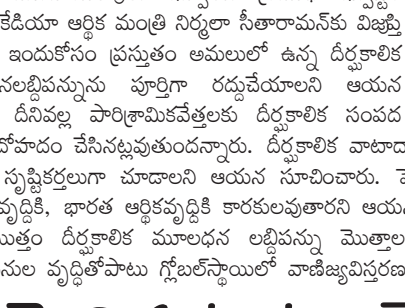 కేడియా ఆర్థిక మంత్రి నిర్మలా సీతారామన్‌కు విజ్ఞప్తి
ఇందుకోసం ప్రస్తుతం అమలులో ఉన్న దీర్ఘకాలిక
నలబ్దిపన్నును పూర్తిగా రద్దుచేయాలని ఆయన
దీనివల్ల పారిశ్రామికవేత్తలకు దీర్ఘకాలిక సంపద
దోహదం చేసినట్లవుతుందన్నారు. దీర్ఘకాలిక వాటాదా
సృష్టికర్తలుగా చూడాలని ఆయన సూచించారు.
వృద్దికి, భారత ఆర్థికవృద్దికి కారకులవుతారని ఆయ
మొత్తం దీర్ఘకాలిక మూలధన లబ్దిపన్ను మొత్తాల
నుల వృద్ధితోపాటు గ్లోబల్‌స్థాయిలో వాణిజ్యవిస్తరణ